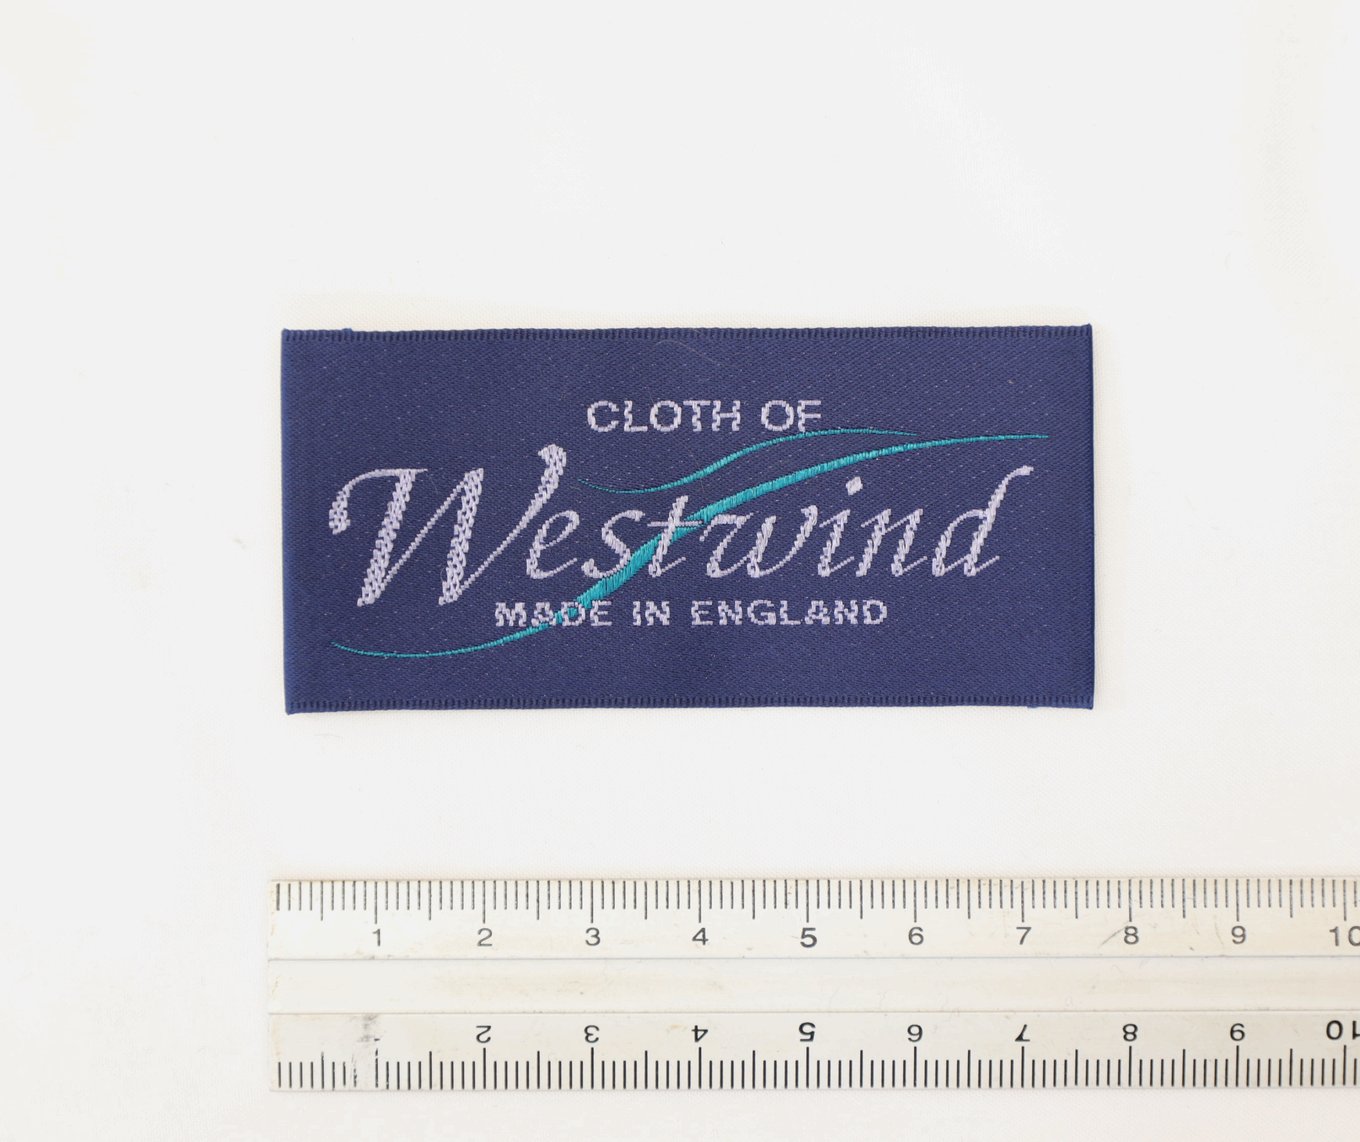 CLOTH OF
Westwind
MADE IN ENGLAND
1 2 3 4 5 6 7 8 9 10
2 3 4 5 6 7 8 9 10